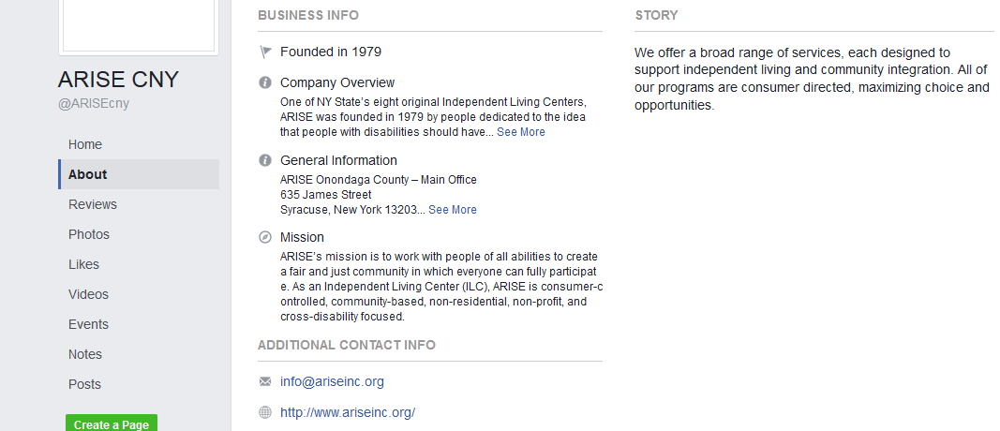 ARISE CNY
@ARISEcny
Home
About
Reviews
Photos
Likes
Videos
Events
Notes
Posts
Create a Page
BUSINESS INFO
Founded in 1979
Company Overview
One of NY State's eight original Independent Living Centers,
ARISE was founded in 1979 by people dedicated to the idea
that people with disabilities should have... See More
General Information
ARISE Onondaga County – Main Office
635 James Street
Syracuse, New York 13203... See More
Mission
ARISE's mission is to work with people of all abilities to create
a fair and just community in which everyone can fully participat
e. As an Independent Living Center (ILC), ARISE is consumer-c
ontrolled, community-based, non-residential, non-profit, and
cross-disability focused.
ADDITIONAL CONTACT INFO
info@ariseinc.org
http://www.ariseinc.org/
STORY
We offer a broad range of services, each designed to
support independent living and community integration. All of
our programs are consumer directed, maximizing choice and
opportunities.